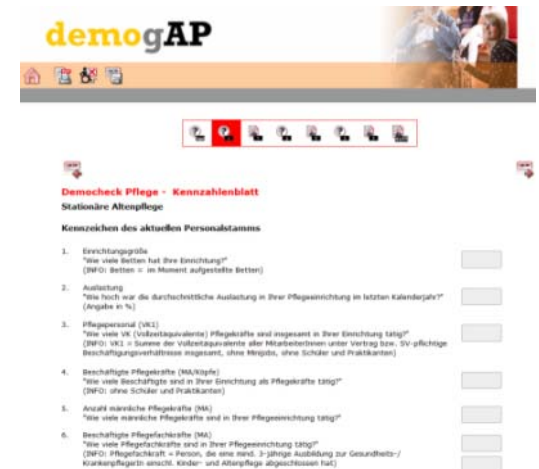 demogAP
Democheck Pflege - Kennzahlenblatt
Stationäre Altenpflege
Kennzeichen des aktuellen Personalstamms
1. Einrichtungsgröße
"Wie viele Betten hat Ihre Einrichtung?"
(INFO: Betten = im Moment aufgestellte Betten)
2. Auslastung
"Wie hoch war die durchschnittliche Auslastung in Ihrer Pflegeeinrichtung im letzten Kalenderjahr?"
(Angabe in %)
3. Pflegepersonal (VK1)
"Wie viele VK (Vollzeitäquivalente) Pflegekräfte sind insgesamt in Ihrer Einrichtung tätig?"
(INFO: VK1 = Summe der Vollzeitäquivalente aller MitarbeiterInnen unter Vertrag bzw. SV-pflichtige
Beschäftigungsverhältnisse insgesamt, ohne Minijobs, ohne Schüler und Praktikanten)
4. Beschäftigte Pflegekräfte (MA/Köpfe)
"Wie viele Beschäftigte sind in Ihrer Einrichtung als Pflegekräfte tätig?"
(INFO: ohne Schüler und Praktikanten)
5. Anzahl männliche Pflegekräfte (MA)
"Wie viele männliche Pflegekräfte sind in Ihrer Pflegeeinrichtung tätig?"
6. Beschäftigte Pflegefachkräfte (MA)
"Wie viele Pflegefachkräfte sind in Ihrer Pflegeeinrichtung tätig?"
(INFO: Pflegefachkraft = Person, die eine mind. 3-jährige Ausbildung zur Gesundheits-/
KrankenpflegerIn einschl. Kinder- und Altenpflege abgeschlossen hat)